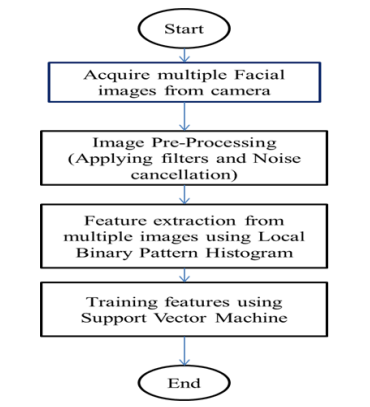 Start
Acquire multiple Facial
images from camera
Image Pre-Processing
(Applying filters and Noise
cancellation)
Feature extraction from
multiple images using Local
Binary Pattern Histogram
Training features using
Support Vector Machine
End